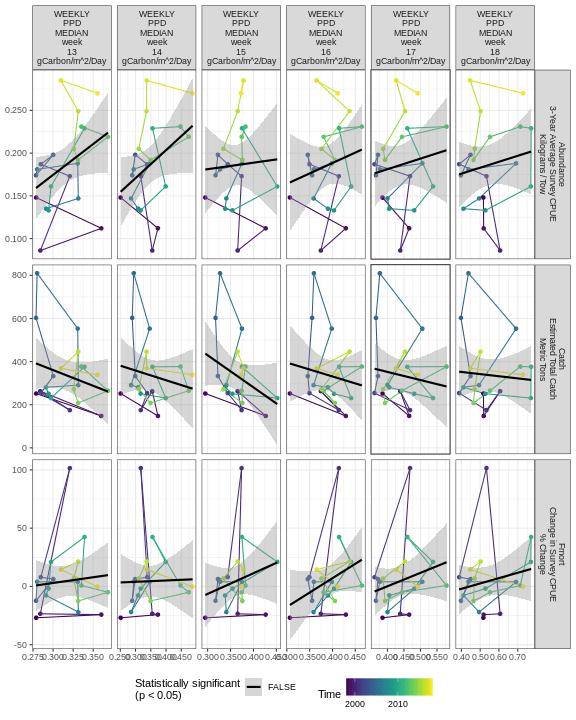 WEEKLY
PPD
MEDIAN
week
13
gCarbon/m^2/Day
WEEKLY
PPD
MEDIAN
week
14
gCarbon/m^2/Day
WEEKLY
PPD
MEDIAN
week
15
gCarbon/m^2/Day
WEEKLY
PPD
MEDIAN
week
16
gCarbon/m^2/Day
WEEKLY
PPD
MEDIAN
week
17
gCarbon/m^2/Day
WEEKLY
PPD
MEDIAN
week
18
gCarbon/m^2/Day
0.250
0.200
0.150
0.100
Abundance
3-Year Average Survey CPUE
Kilograms / Tow
800
600
400
200
0
Catch
Estimated Total Catch
Metric Tons
100
50
0
-50
Fmort
Change in Survey CPUE
% Change
0.275 0.300 0.325 0.350
0.250 0.300 0.350 0.400 0.450
0.300 0.350 0.400 0.450
0.350 0.400 0.450
0.400 0.450 0.500 0.550
0.40 0.50 0.60 0.70
Statistically significant
(p < 0.05)
FALSE
Time
2000 2010